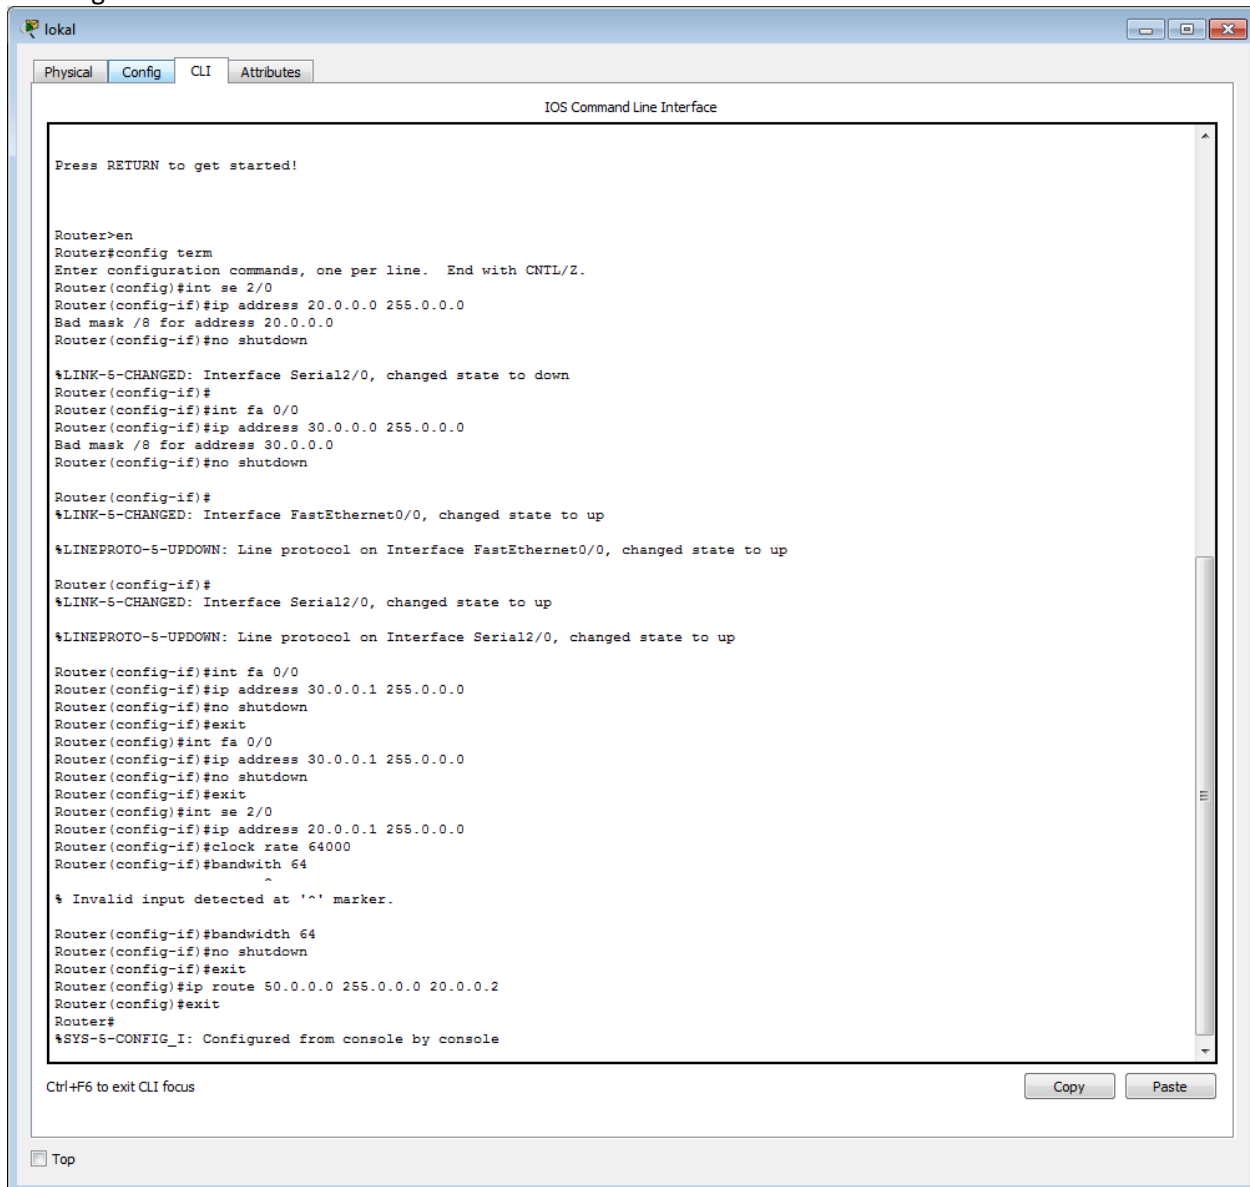 lokal
Physical Config CLI Attributes
IOS Command Line Interface
Press RETURN to get started!
Router>en
Router#config term
Enter configuration commands, one per line.  End with CNTL/Z.
Router(config)#int se 2/0
Router(config-if)#ip address 20.0.0.0 255.0.0.0
Bad mask /8 for address 20.0.0.0
Router(config-if)#no shutdown
%LINK-5-CHANGED: Interface Serial2/0, changed state to down
Router(config-if)#
Router(config-if)#int fa 0/0
Router(config-if)#ip address 30.0.0.0 255.0.0.0
Bad mask /8 for address 30.0.0.0
Router(config-if)#no shutdown
Router(config-if)#
%LINK-5-CHANGED: Interface FastEthernet0/0, changed state to up
%LINEPROTO-5-UPDOWN: Line protocol on Interface FastEthernet0/0, changed state to up
Router(config-if)#
%LINK-5-CHANGED: Interface Serial2/0, changed state to up
%LINEPROTO-5-UPDOWN: Line protocol on Interface Serial2/0, changed state to up
Router(config-if)#int fa 0/0
Router(config-if)#ip address 30.0.0.1 255.0.0.0
Router(config-if)#no shutdown
Router(config-if)#exit
Router(config)#int fa 0/0
Router(config-if)#ip address 30.0.0.1 255.0.0.0
Router(config-if)#no shutdown
Router(config-if)#exit
Router(config)#int se 2/0
Router(config-if)#ip address 20.0.0.1 255.0.0.0
Router(config-if)#clock rate 64000
Router(config-if)#bandwith 64
^
% Invalid input detected at '^' marker.
Router(config-if)#bandwidth 64
Router(config-if)#no shutdown
Router(config-if)#exit
Router(config)#ip route 50.0.0.0 255.0.0.0 20.0.0.2
Router(config)#exit
Router#
%SYS-5-CONFIG_I: Configured from console by console
Ctrl+F6 to exit CLI focus
Copy Paste
Top